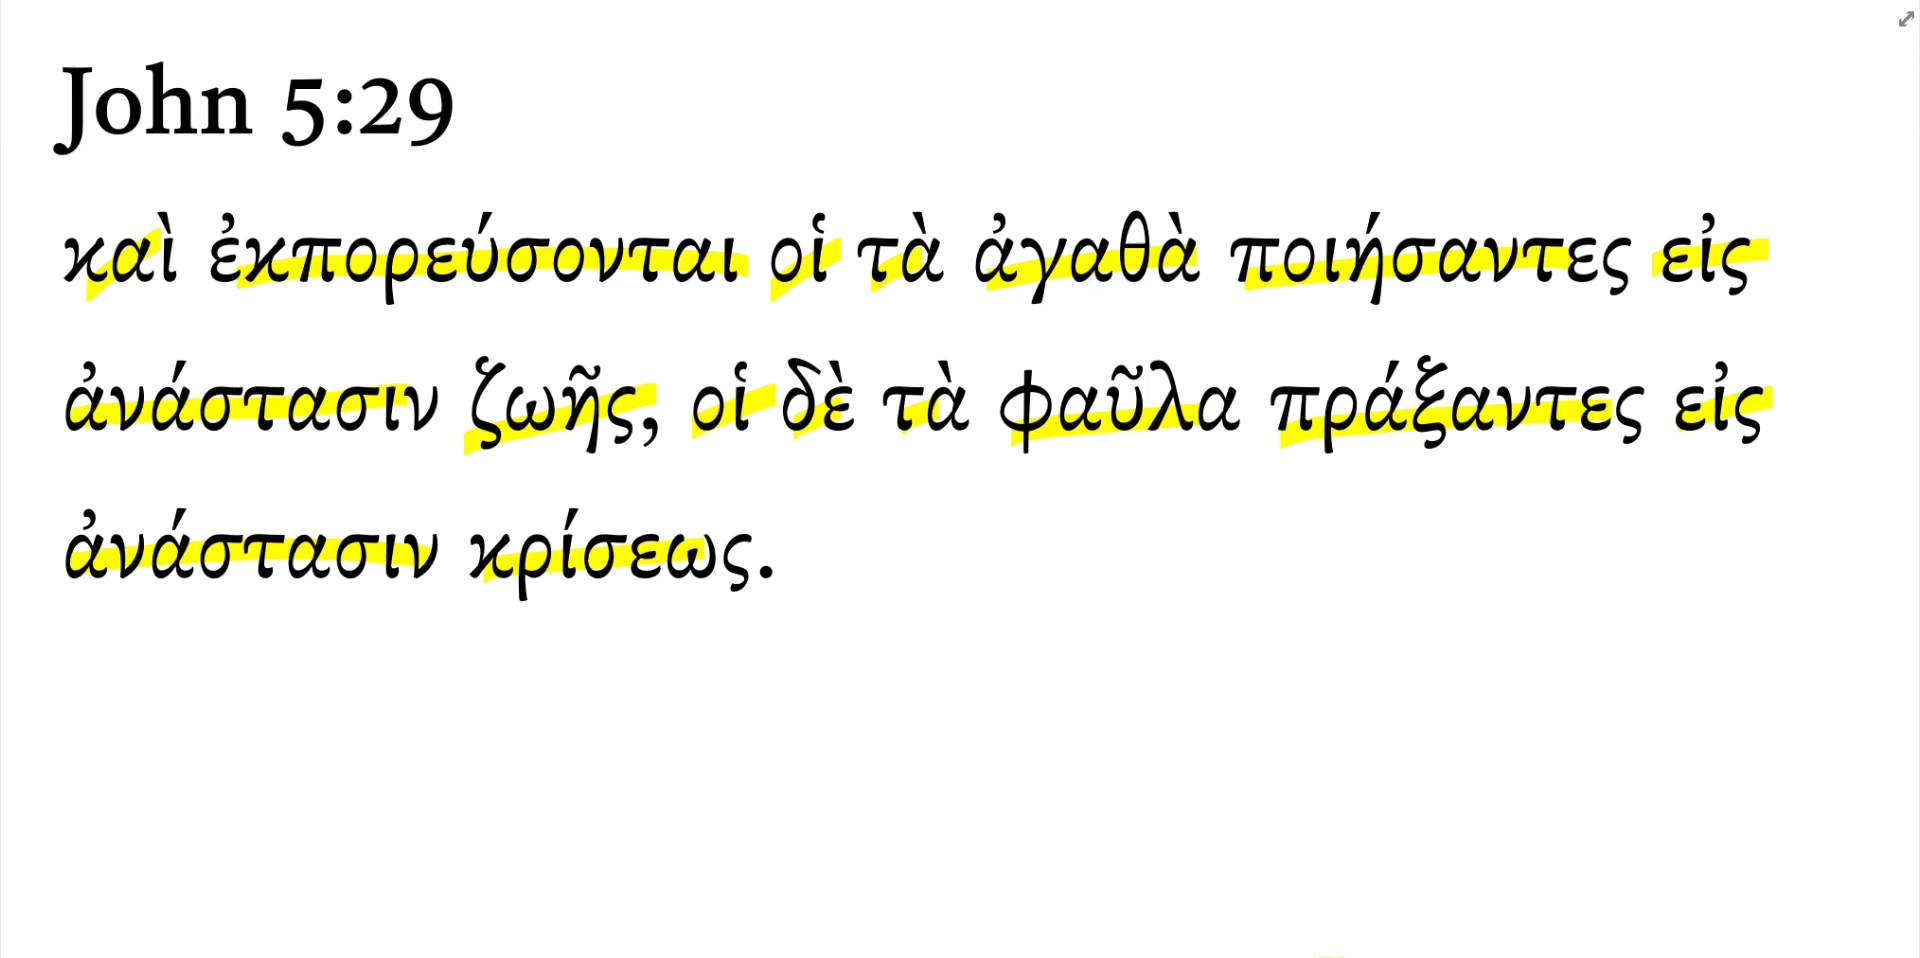 John 5:29
καὶ ἐκπορεύσονται οἱ τὰ ἀγαθὰ ποιήσαντες εἰς
ἀνάστασιν ζωῆς, οἱ δὲ τὰ φαῦλα πράξαντες εἰς
ἀνάστασιν κρίσεως.